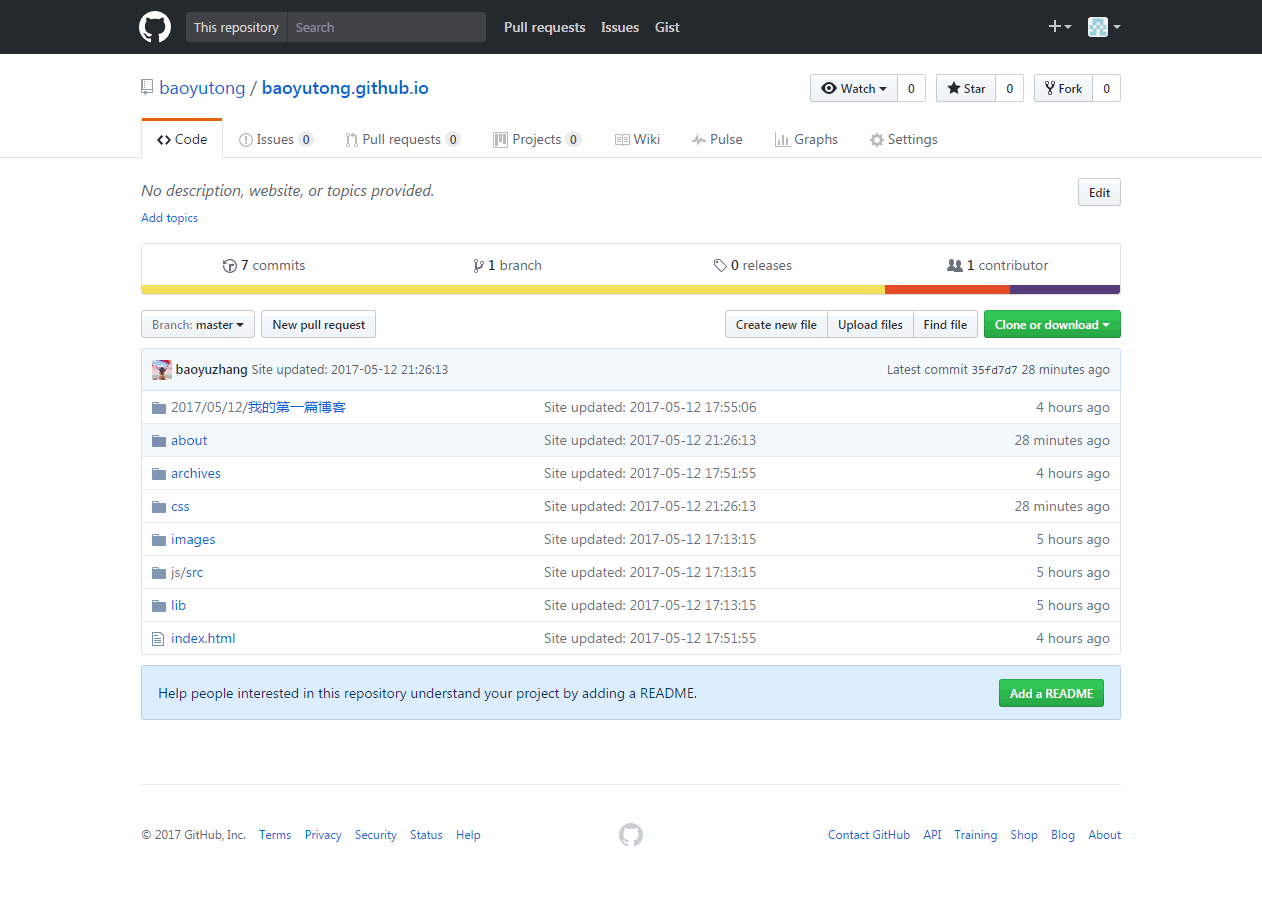 This repository Search Pull requests Issues Gist
baoyutong / baoyutong.github.io Watch 0 Star 0 Fork 0
Code Issues 0 Pull requests 0 Projects 0 Wiki Pulse Graphs Settings
No description, website, or topics provided. Edit
Add topics
7 commits 1 branch 0 releases 1 contributor
Branch: master New pull request Create new file Upload files Find file Clone or download
baoyuzhang Site updated: 2017-05-12 21:26:13 Latest commit 35fd7d7 28 minutes ago
2017/05/12/我的第一篇博客 Site updated: 2017-05-12 17:55:06 4 hours ago
about Site updated: 2017-05-12 21:26:13 28 minutes ago
archives Site updated: 2017-05-12 17:51:55 4 hours ago
css Site updated: 2017-05-12 21:26:13 28 minutes ago
images Site updated: 2017-05-12 17:13:15 5 hours ago
js/src Site updated: 2017-05-12 17:13:15 5 hours ago
lib Site updated: 2017-05-12 17:13:15 5 hours ago
index.html Site updated: 2017-05-12 17:51:55 4 hours ago
Help people interested in this repository understand your project by adding a README. Add a README
© 2017 GitHub, Inc. Terms Privacy Security Status Help Contact GitHub API Training Shop Blog About